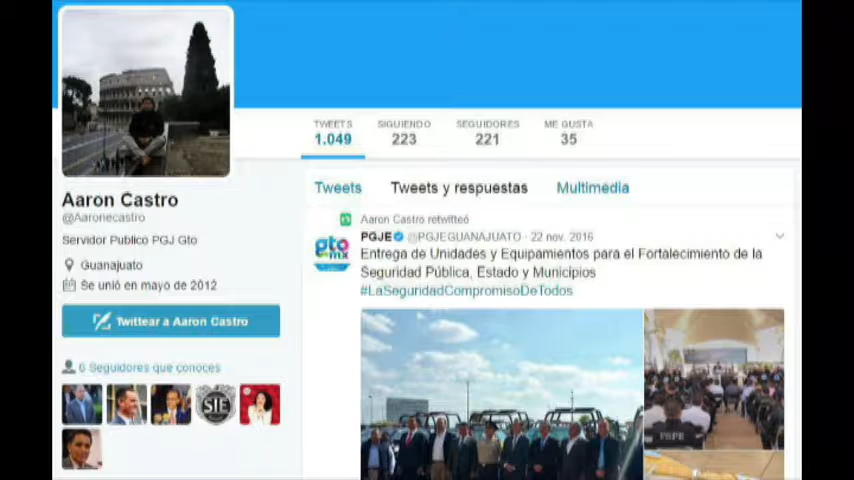 TWEETS SIGUIENDO SEGUIDORES ME GUSTA
1.049 223 221 35
Aaron Castro
@Aaronecastro
Servidor Publico PGJ Gto
Guanajuato
Se unió en mayo de 2012
Twittear a Aaron Castro
6 Seguidores que conoces
SIE
Tweets Tweets y respuestas Multimedia
Aaron Castro retwitteó
PGJE @PGJEGUANAJUATO · 22 nov. 2016
gto
mx
Entrega de Unidades y Equipamientos para el Fortalecimiento de la
Seguridad Pública, Estado y Municipios
#LaSeguridadCompromisoDeTodos
FSPE